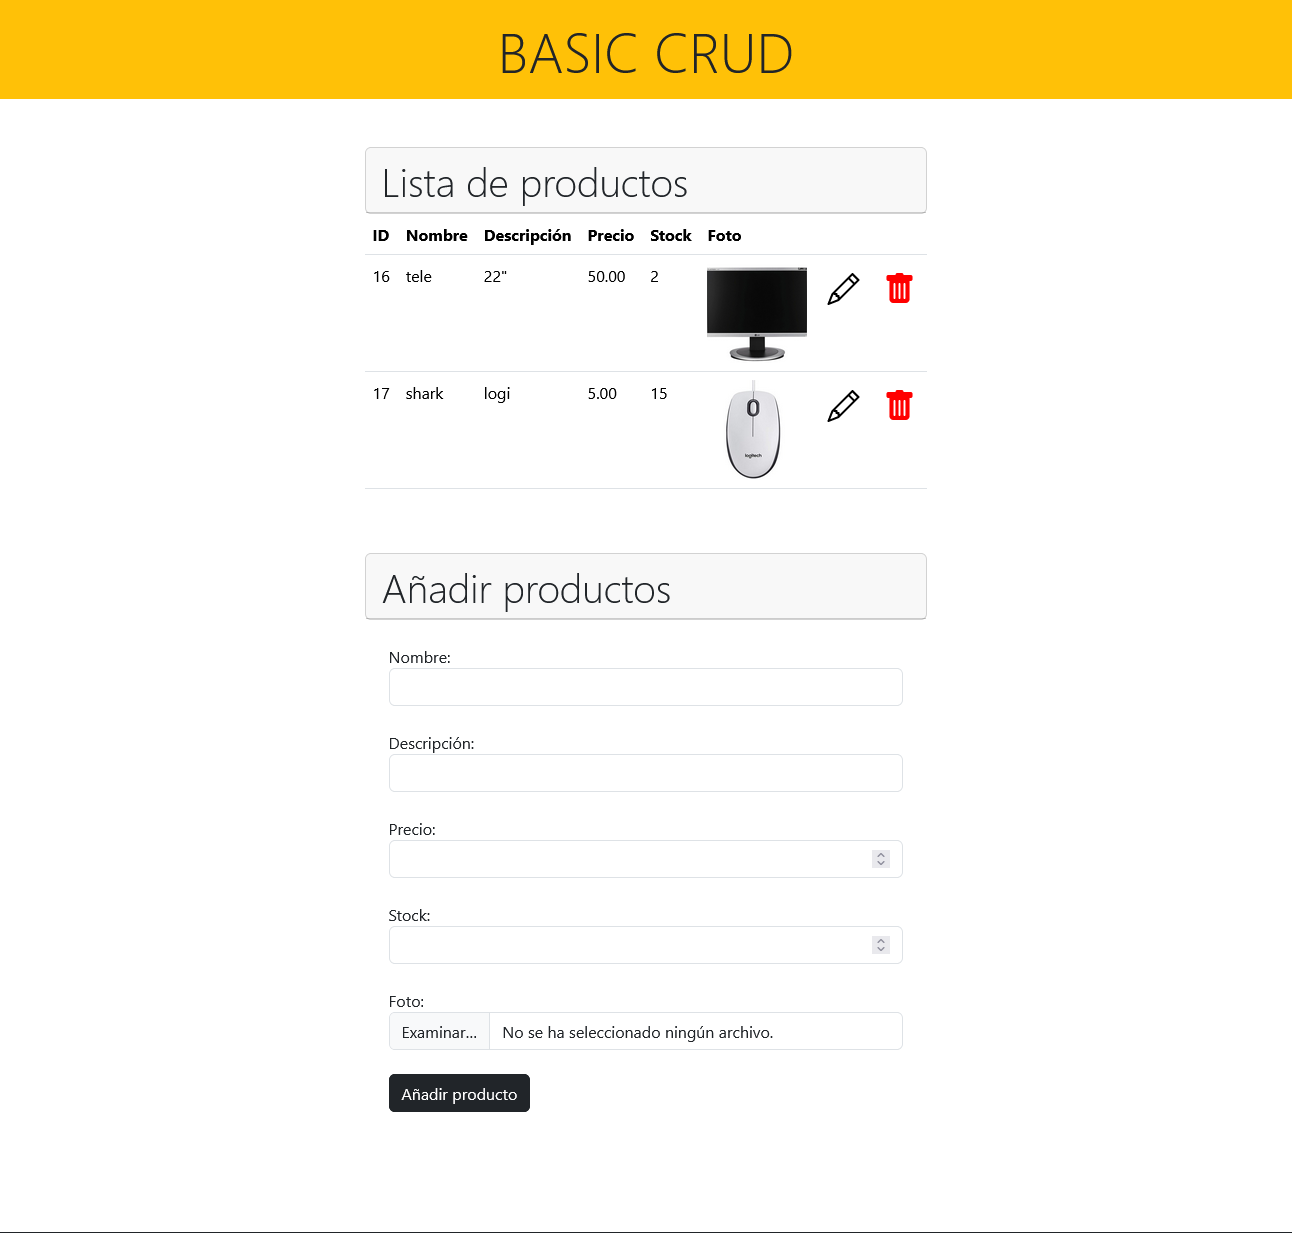 BASIC CRUD
Lista de productos
ID Nombre Descripción Precio Stock Foto
16 tele 22" 50.00 2
17 shark logi 5.00 15
logitech
Añadir productos
Nombre:
Descripción:
Precio:
Stock:
Foto:
Examinar... No se ha seleccionado ningún archivo.
Añadir producto